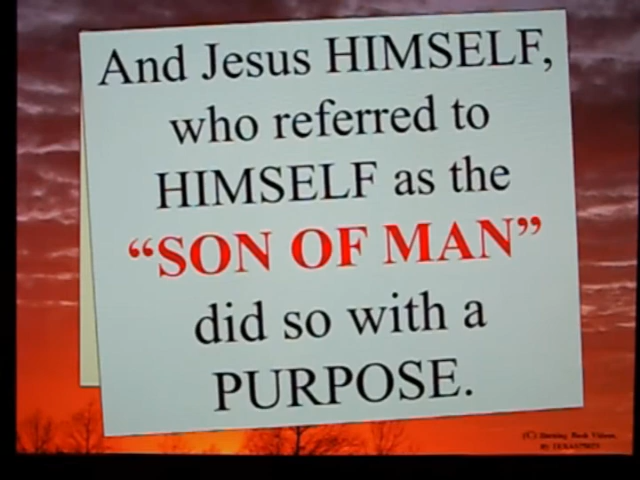 And Jesus HIMSELF,
who referred to
HIMSELF as the
“SON OF MAN”
did so with a
PURPOSE.